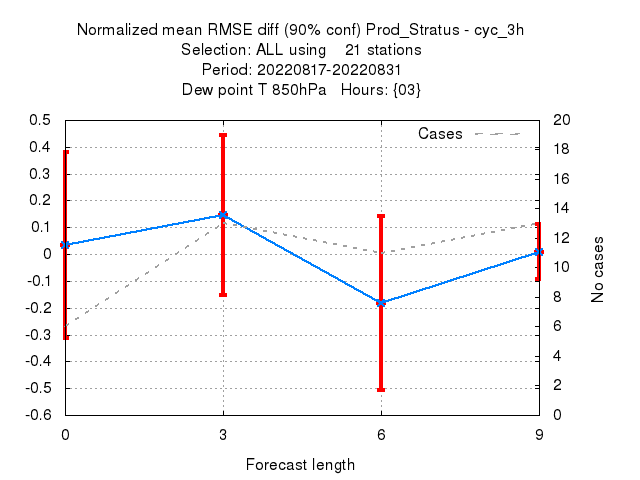 Normalized mean RMSE diff (90% conf) Prod_Stratus - cyc_3h
Selection: ALL using    21 stations
Period: 20220817-20220831
Dew point T 850hPa   Hours: {03}
Cases
0.5
0.4
0.3
0.2
0.1
0
-0.1
-0.2
-0.3
-0.4
-0.5
-0.6
20
18
16
14
12
10
8
6
4
2
0
No cases
0 3 6 9
Forecast length